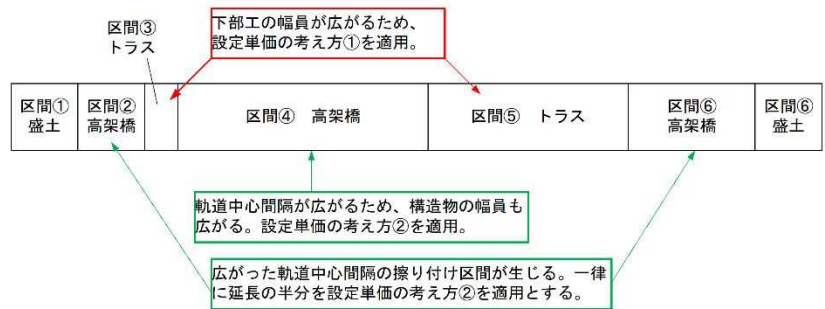 区間③
トラス
下部工の幅員が広がるため、
設定単価の考え方①を適用。
区間①
盛土
区間②
高架橋
区間④ 高架橋
区間⑤ トラス
区間⑥
高架橋
区間⑥
盛土
軌道中心間隔が広がるため、構造物の幅員も
広がる。設定単価の考え方②を適用。
広がった軌道中心間隔の擦り付け区間が生じる。一律
に延長の半分を設定単価の考え方②を適用とする。